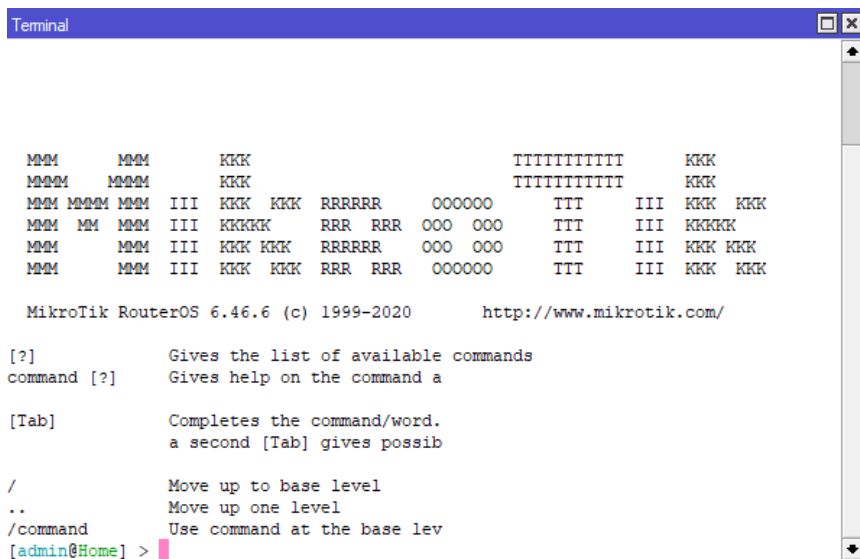 Terminal
MMM      MMM       KKK                          TTTTTTTTTTT      KKK
MMMM    MMMM       KKK                          TTTTTTTTTTT      KKK
MMM MMMM MMM  III  KKK  KKK  RRRRRR     OOOOOO      TTT     III  KKK  KKK
MMM  MM  MMM  III  KKKKK     RRR  RRR  OOO  OOO     TTT     III  KKKKK
MMM      MMM  III  KKK KKK   RRRRRR    OOO  OOO     TTT     III  KKK KKK
MMM      MMM  III  KKK  KKK  RRR  RRR   OOOOOO      TTT     III  KKK  KKK
MikroTik RouterOS 6.46.6 (c) 1999-2020       http://www.mikrotik.com/
[?]             Gives the list of available commands
command [?]     Gives help on the command a
[Tab]           Completes the command/word.
a second [Tab] gives possib
/               Move up to base level
..              Move up one level
/command        Use command at the base lev
[admin@Home] >